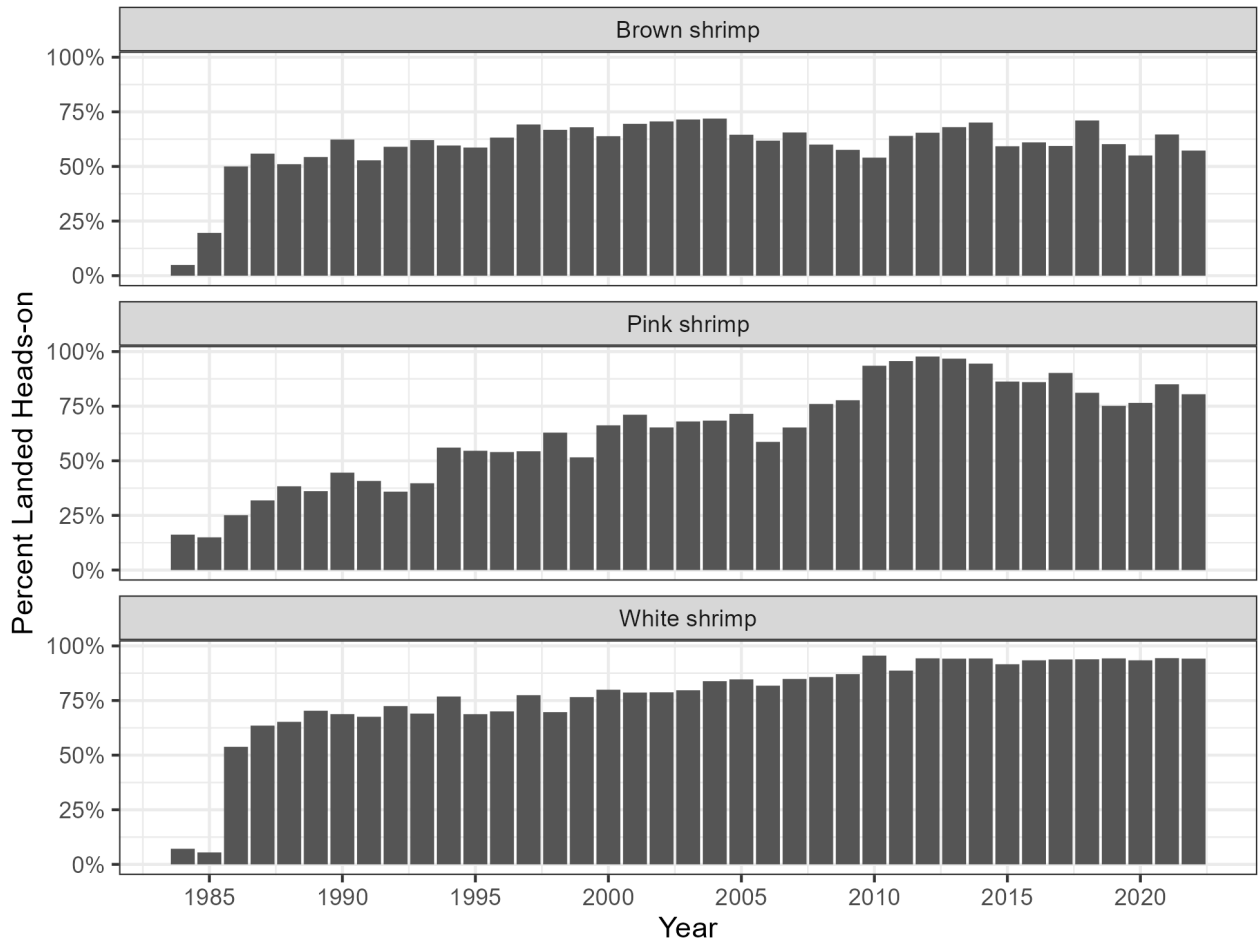 Brown shrimp
100%
75%
50%
25%
0%
Pink shrimp
100%
75%
50%
25%
0%
White shrimp
100%
75%
50%
25%
0%
Percent Landed Heads-on
1985 1990 1995 2000 2005 2010 2015 2020
Year